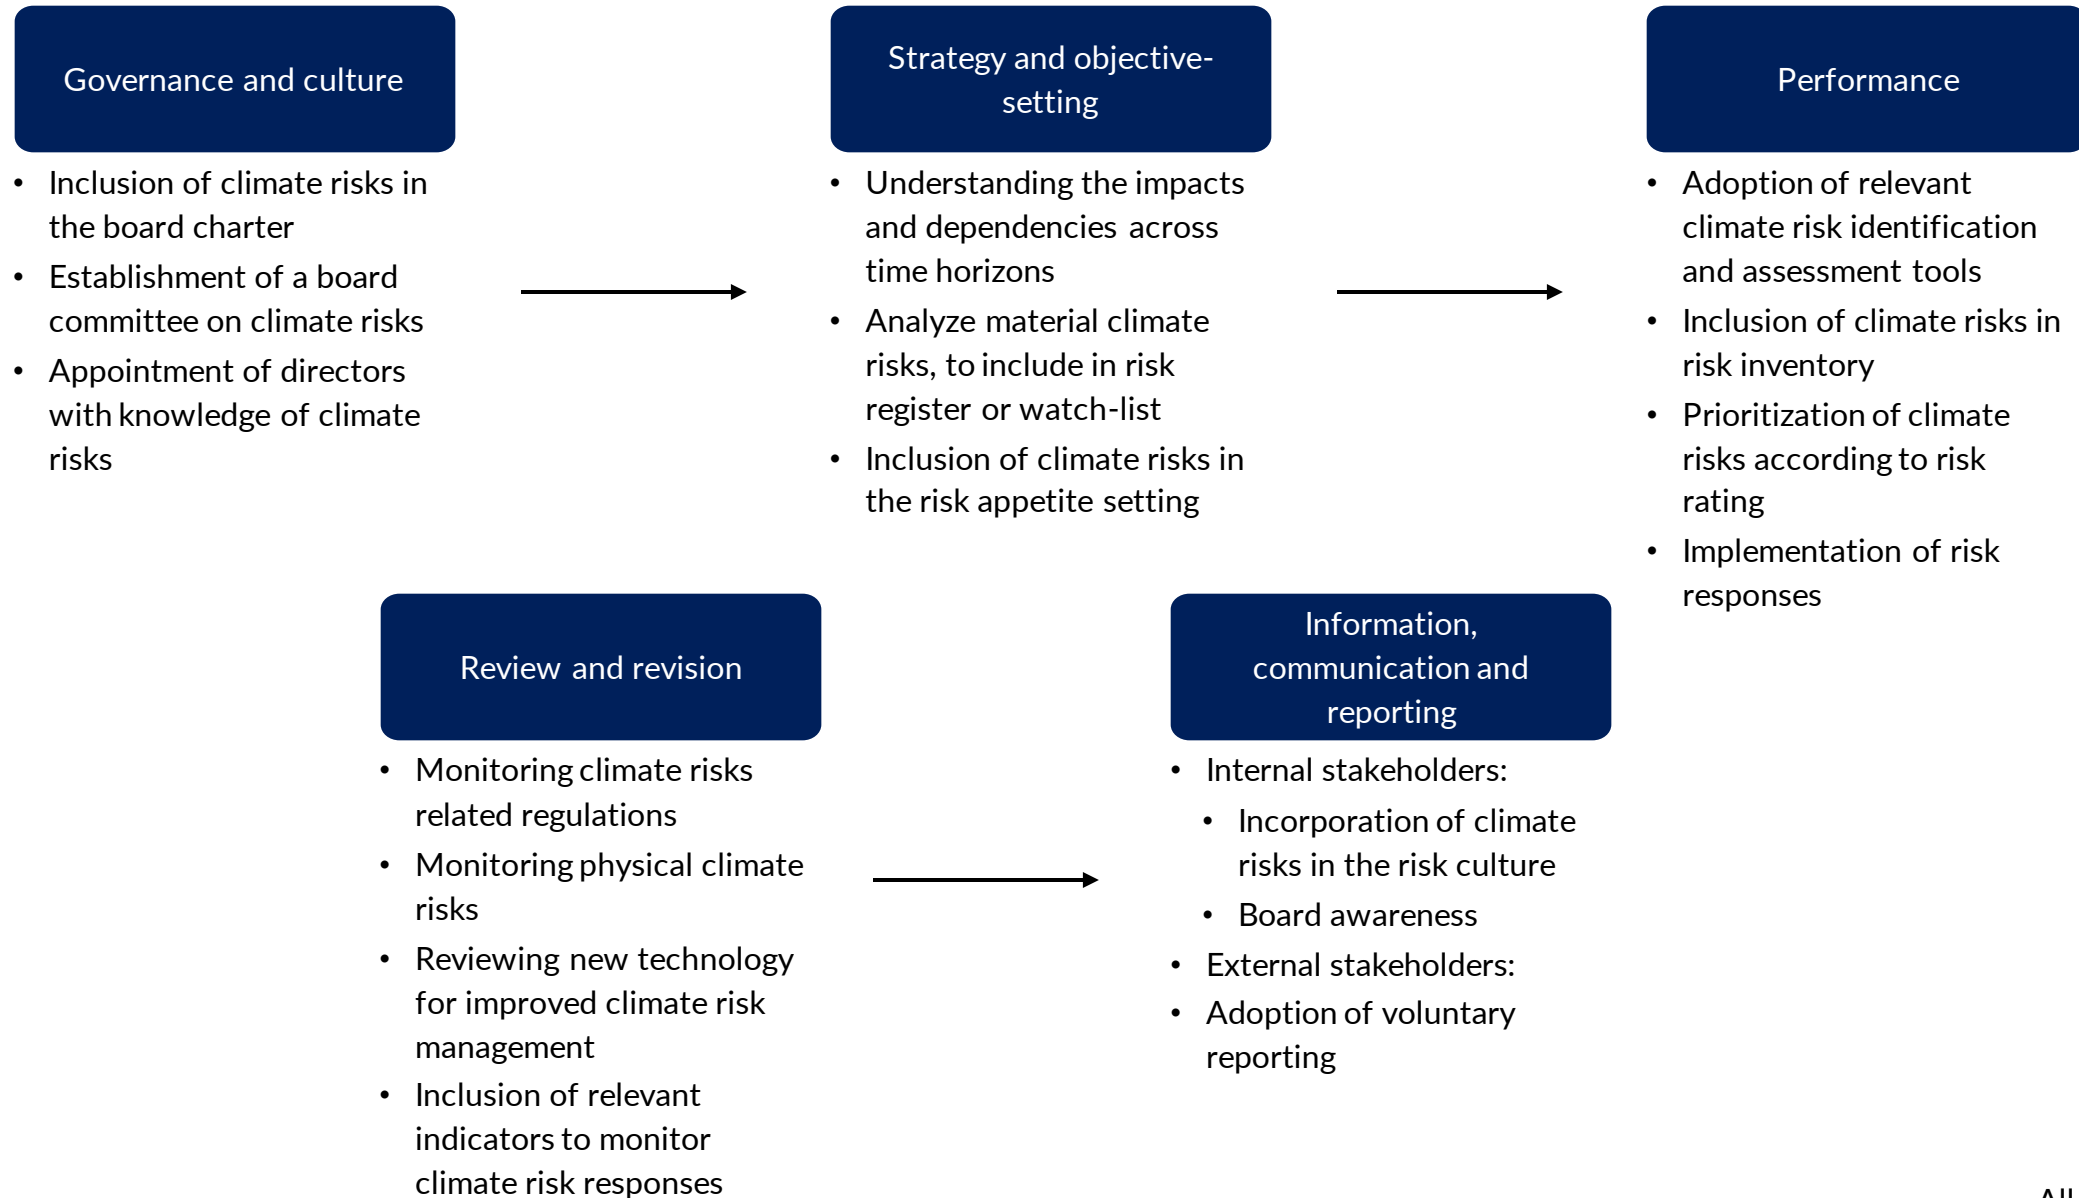 Governance and culture
• Inclusion of climate risks in
the board charter
• Establishment of a board
committee on climate risks
• Appointment of directors
with knowledge of climate
risks
Strategy and objective-
setting
• Understanding the impacts
and dependencies across
time horizons
• Analyze material climate
risks, to include in risk
register or watch-list
• Inclusion of climate risks in
the risk appetite setting
Performance
• Adoption of relevant
climate risk identification
and assessment tools
• Inclusion of climate risks in
risk inventory
• Prioritization of climate
risks according to risk
rating
• Implementation of risk
responses
Review and revision
• Monitoring climate risks
related regulations
• Monitoring physical climate
risks
• Reviewing new technology
for improved climate risk
management
• Inclusion of relevant
indicators to monitor
climate risk responses
Information,
communication and
reporting
• Internal stakeholders:
• Incorporation of climate
risks in the risk culture
• Board awareness
• External stakeholders:
• Adoption of voluntary
reporting